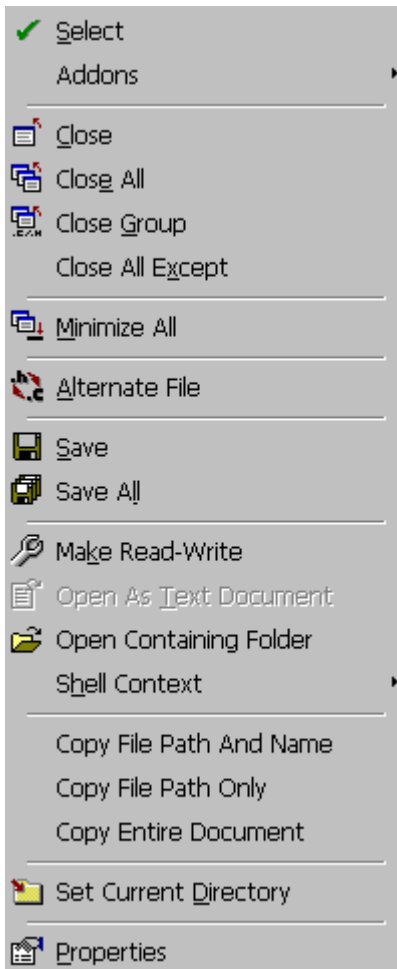 Select
Addons
Close
Close All
Close Group
Close All Except
Minimize All
Alternate File
Save
Save All
Make Read-Write
Open As Text Document
Open Containing Folder
Shell Context
Copy File Path And Name
Copy File Path Only
Copy Entire Document
Set Current Directory
Properties